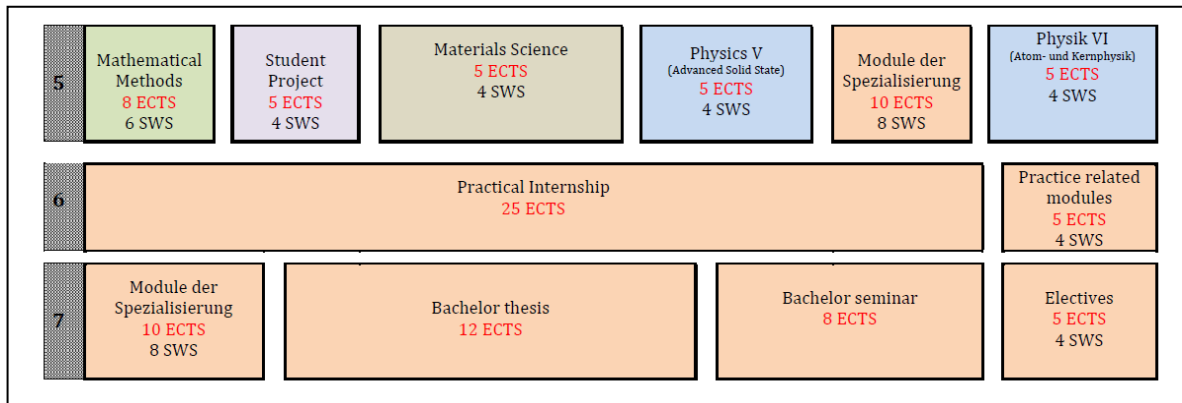 5
Mathematical
Methods
8 ECTS
6 SWS
Student
Project
5 ECTS
4 SWS
Materials Science
5 ECTS
4 SWS
Physics V
(Advanced Solid State)
5 ECTS
4 SWS
Module der
Spezialisierung
10 ECTS
8 SWS
Physik VI
(Atom- und Kernphysik)
5 ECTS
4 SWS
6
Practical Internship
25 ECTS
Practice related
modules
5 ECTS
4 SWS
7
Module der
Spezialisierung
10 ECTS
8 SWS
Bachelor thesis
12 ECTS
Bachelor seminar
8 ECTS
Electives
5 ECTS
4 SWS